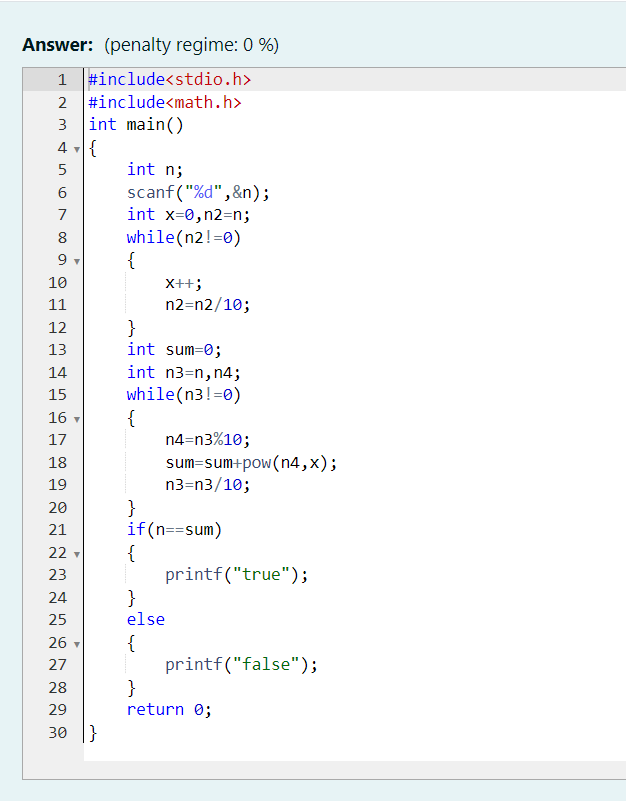 Answer: (penalty regime: 0 %)
1 #include<stdio.h>
2 #include<math.h>
3 int main()
4 {
5 int n;
6 scanf("%d",&n);
7 int x=0,n2=n;
8 while(n2!=0)
9 {
10 x++;
11 n2=n2/10;
12 }
13 int sum=0;
14 int n3=n,n4;
15 while(n3!=0)
16 {
17 n4=n3%10;
18 sum=sum+pow(n4,x);
19 n3=n3/10;
20 }
21 if(n==sum)
22 {
23 printf("true");
24 }
25 else
26 {
27 printf("false");
28 }
29 return 0;
30 }